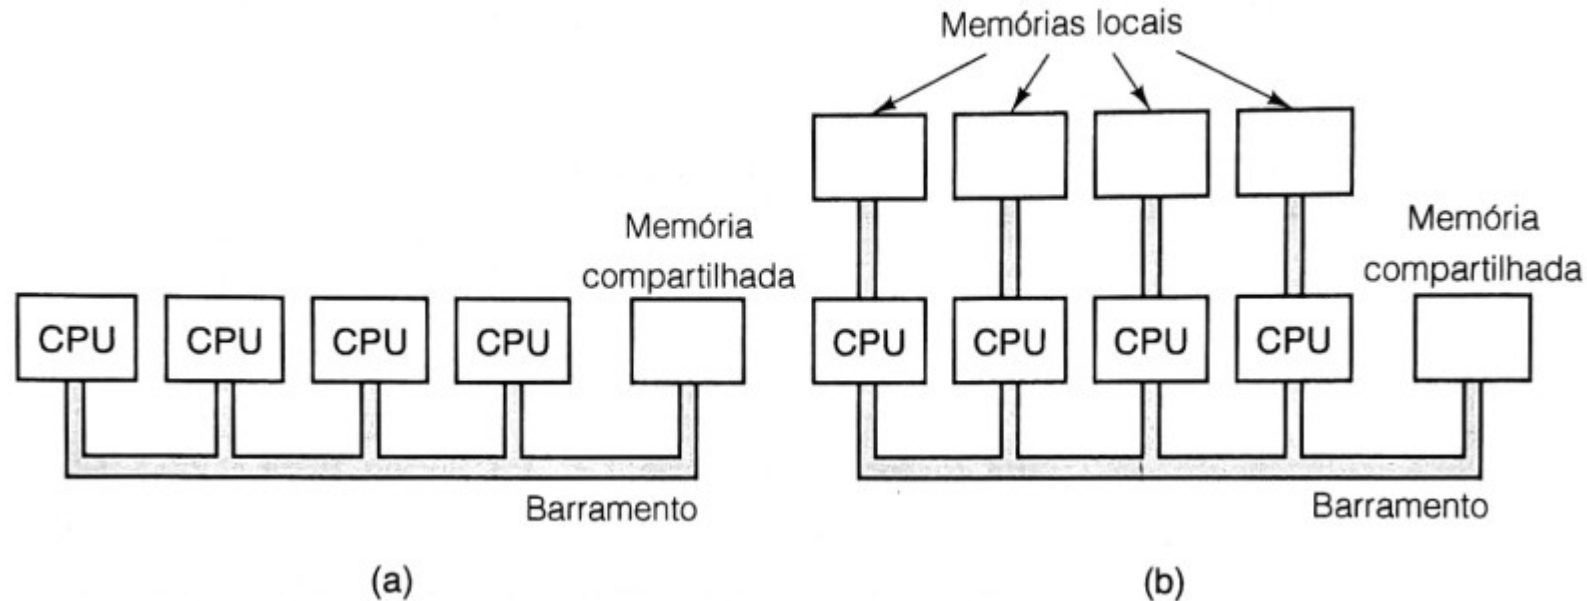 Memórias locais
Memória
compartilhada
CPU CPU CPU CPU
Barramento
(a)
Memória
compartilhada
CPU CPU CPU CPU
Barramento
(b)